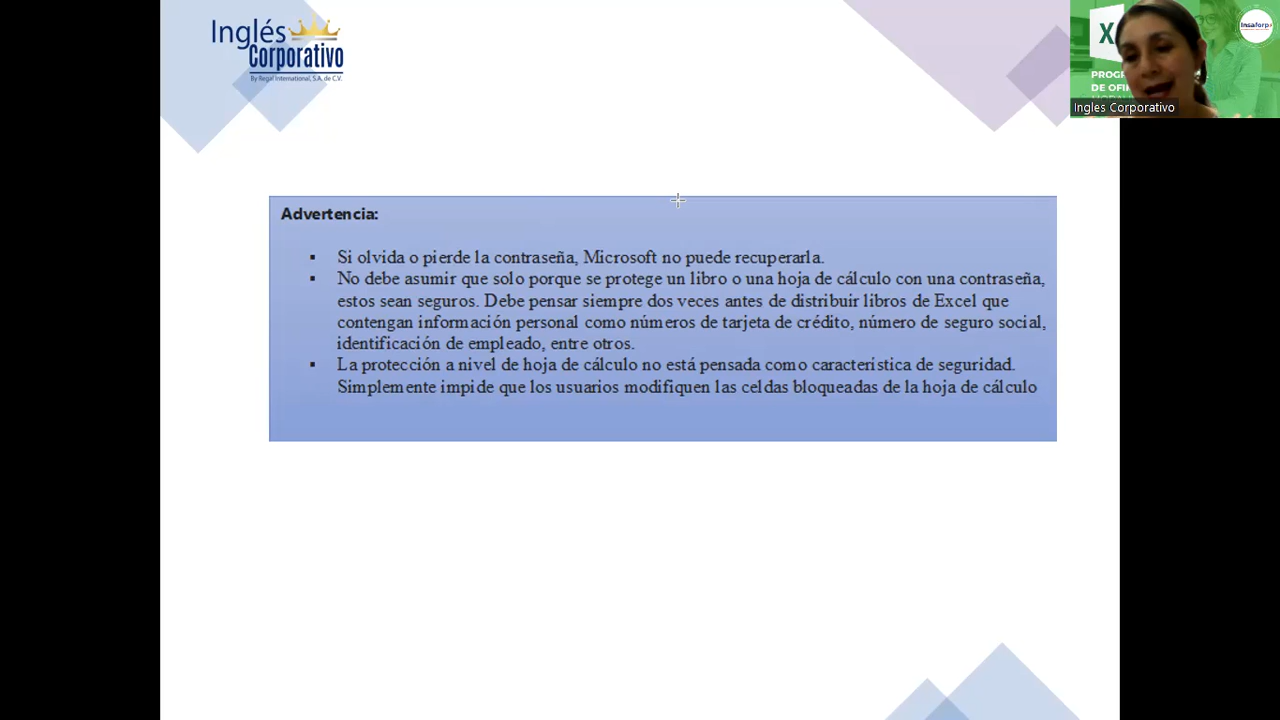 Inglés
Corporativo
By Regal International, S.A. de C.V.
Insaforp
X
PROG
DE OFI
Ingles Corporativo
Advertencia:
▪ Si olvida o pierde la contraseña, Microsoft no puede recuperarla.
▪ No debe asumir que solo porque se protege un libro o una hoja de cálculo con una contraseña,
estos sean seguros. Debe pensar siempre dos veces antes de distribuir libros de Excel que
contengan información personal como números de tarjeta de crédito, número de seguro social,
identificación de empleado, entre otros.
▪ La protección a nivel de hoja de cálculo no está pensada como característica de seguridad.
Simplemente impide que los usuarios modifiquen las celdas bloqueadas de la hoja de cálculo